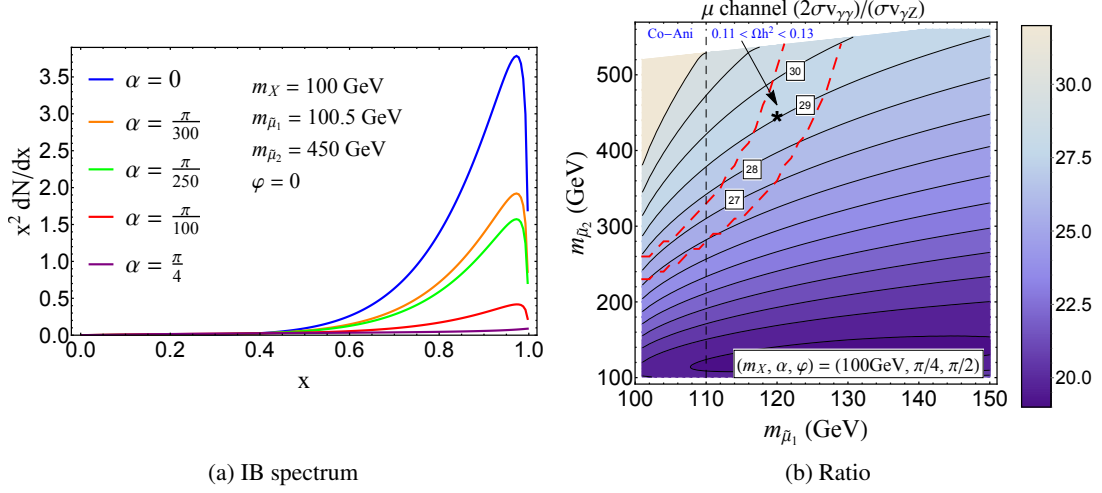 x² dN/dx
3.5
3.0
2.5
2.0
1.5
1.0
0.5
0.0
α = 0
α = π/300
α = π/250
α = π/100
α = π/4
m_X = 100 GeV
m_μ̃₁ = 100.5 GeV
m_μ̃₂ = 450 GeV
φ = 0
0.0 0.2 0.4 0.6 0.8 1.0
x
(a) IB spectrum
μ channel (2σv_γγ)/(σv_γZ)
Co-Ani 0.11 < Ωh² < 0.13
m_μ̃₂ (GeV)
500
400
300
200
100
30
29
28
27
*
(m_X, α, φ) = (100GeV, π/4, π/2)
100 110 120 130 140 150
m_μ̃₁ (GeV)
30.0
27.5
25.0
22.5
20.0
(b) Ratio